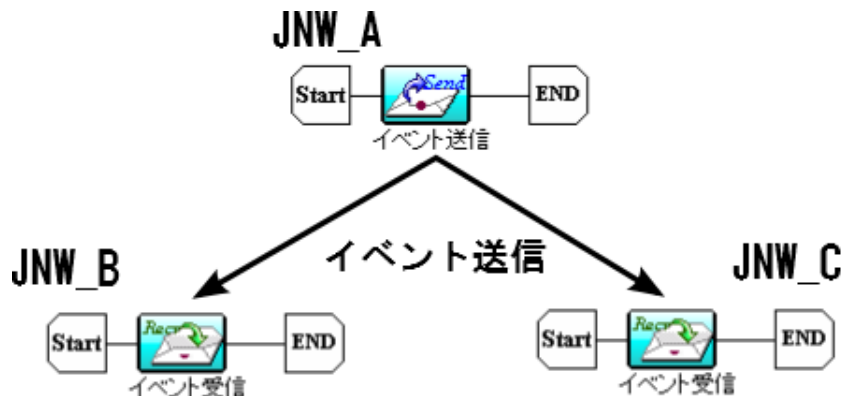 JNW_A
Start
Send
END
イベント送信
イベント送信
JNW_B
JNW_C
Start
Recv
END
Start
Recv
END
イベント受信
イベント受信